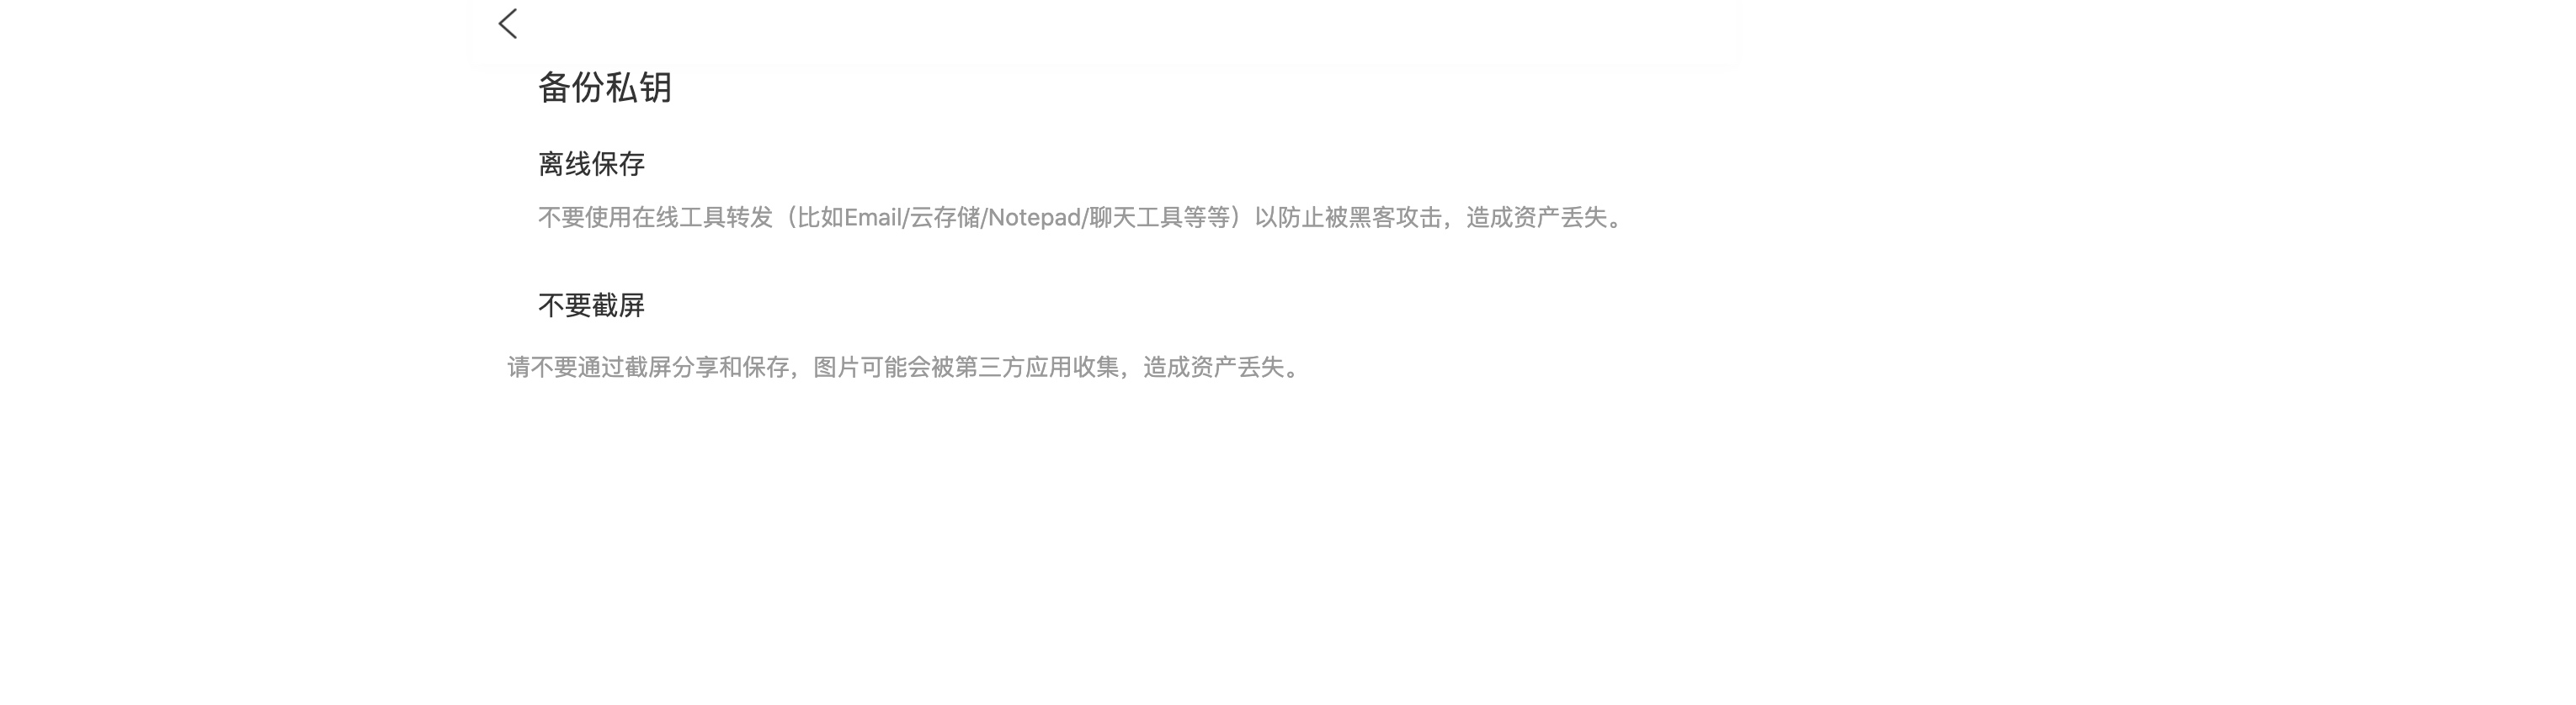 备份私钥
离线保存
不要使用在线工具转发（比如Email/云存储/Notepad/聊天工具等等）以防止被黑客攻击，造成资产丢失。
不要截屏
请不要通过截屏分享和保存，图片可能会被第三方应用收集，造成资产丢失。